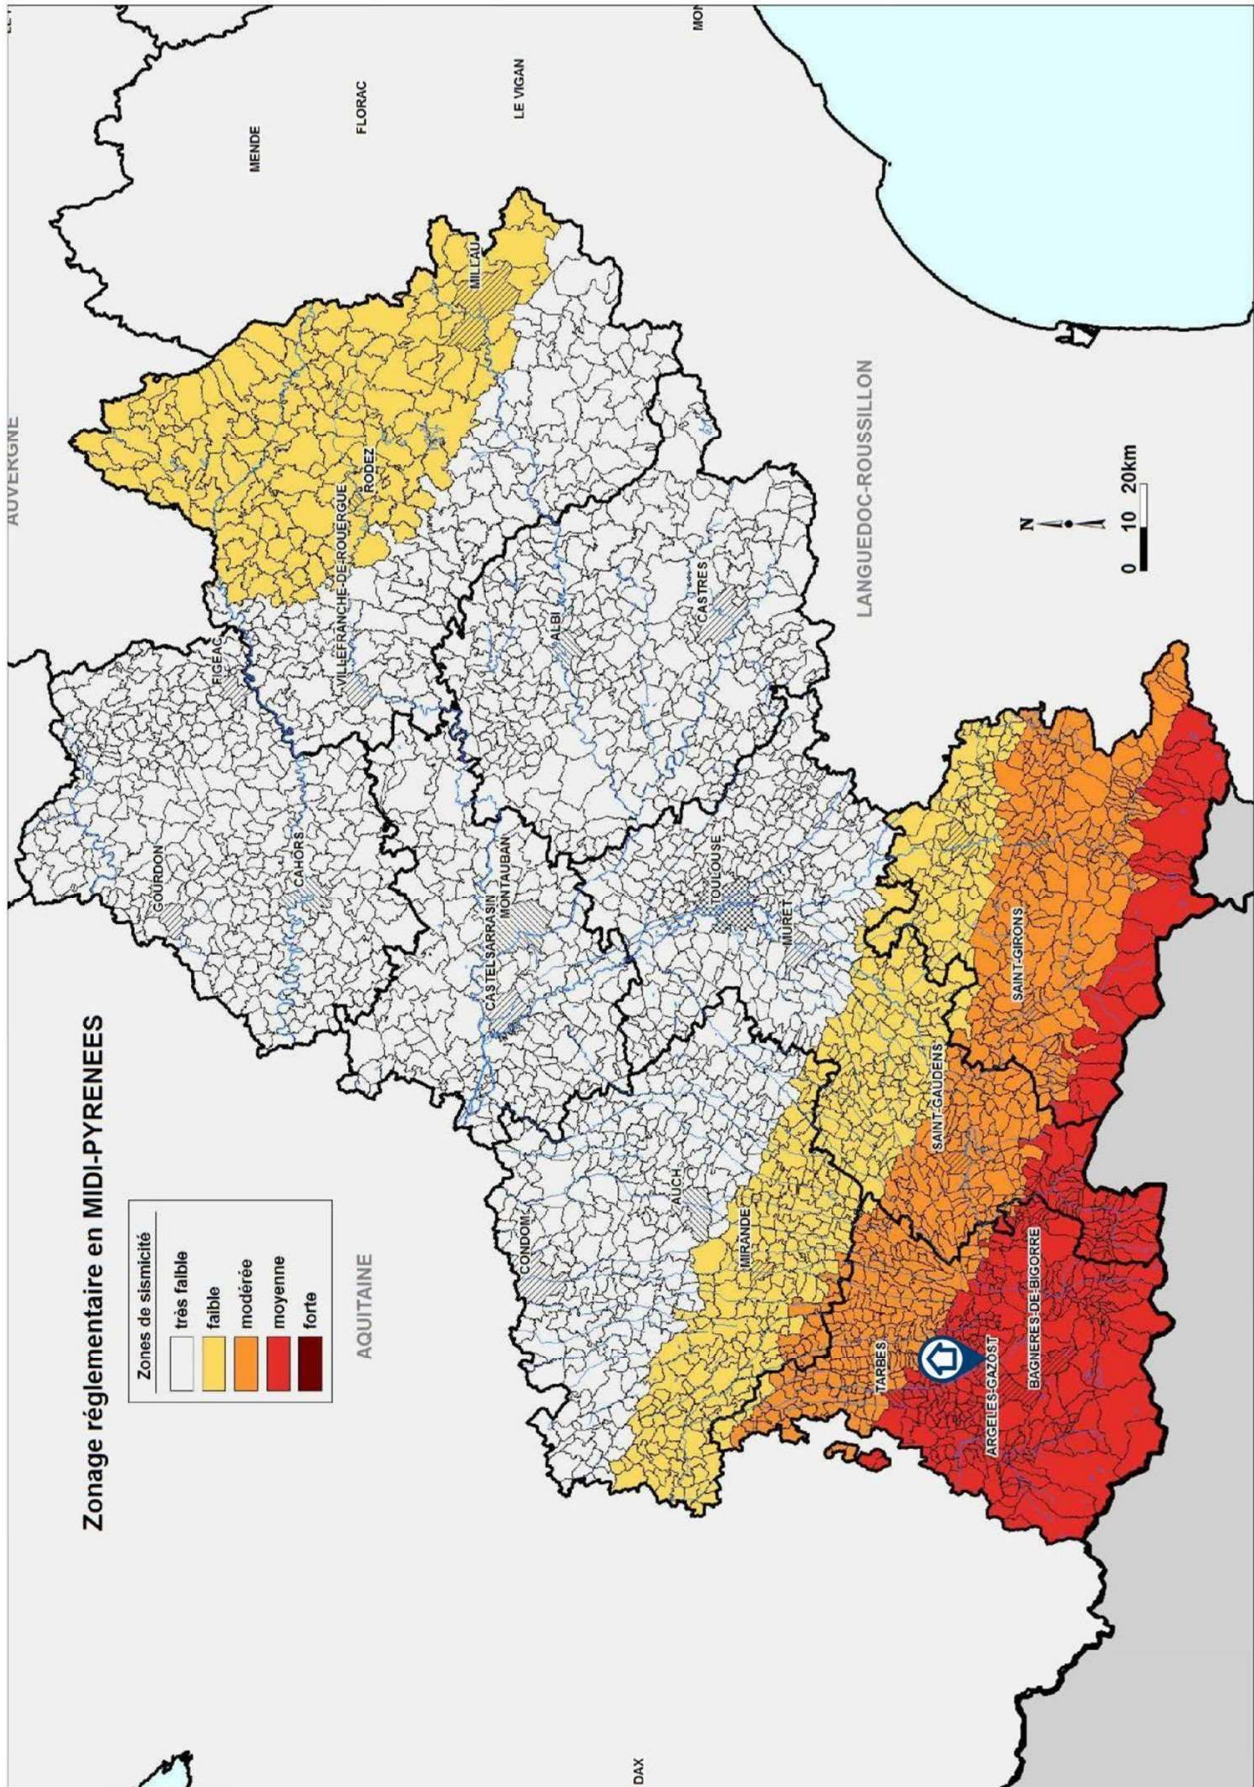 Zonage réglementaire en MIDI-PYRENEES
Zones de sismicité
très faible
faible
modérée
moyenne
forte
AUVERGNE
AQUITAINE
LANGUEDOC-ROUSSILLON
MENDE
FLORAC
LE VIGAN
MILLAU
RODEZ
VILLEFRANCHE-DE-ROUERGUE
FIGEAC
GOURDON
CAHORS
MONTAUBAN
CASTELSARRASIN
ALBI
CASTRES
TOULOUSE
MURET
CONDOM
AUCH
MIRANDE
TARBES
ARGELES-GAZOST
BAGNERES-DE-BIGORRE
SAINT-GAUDENS
SAINT-GIRONS
DAX
N
0 10 20km